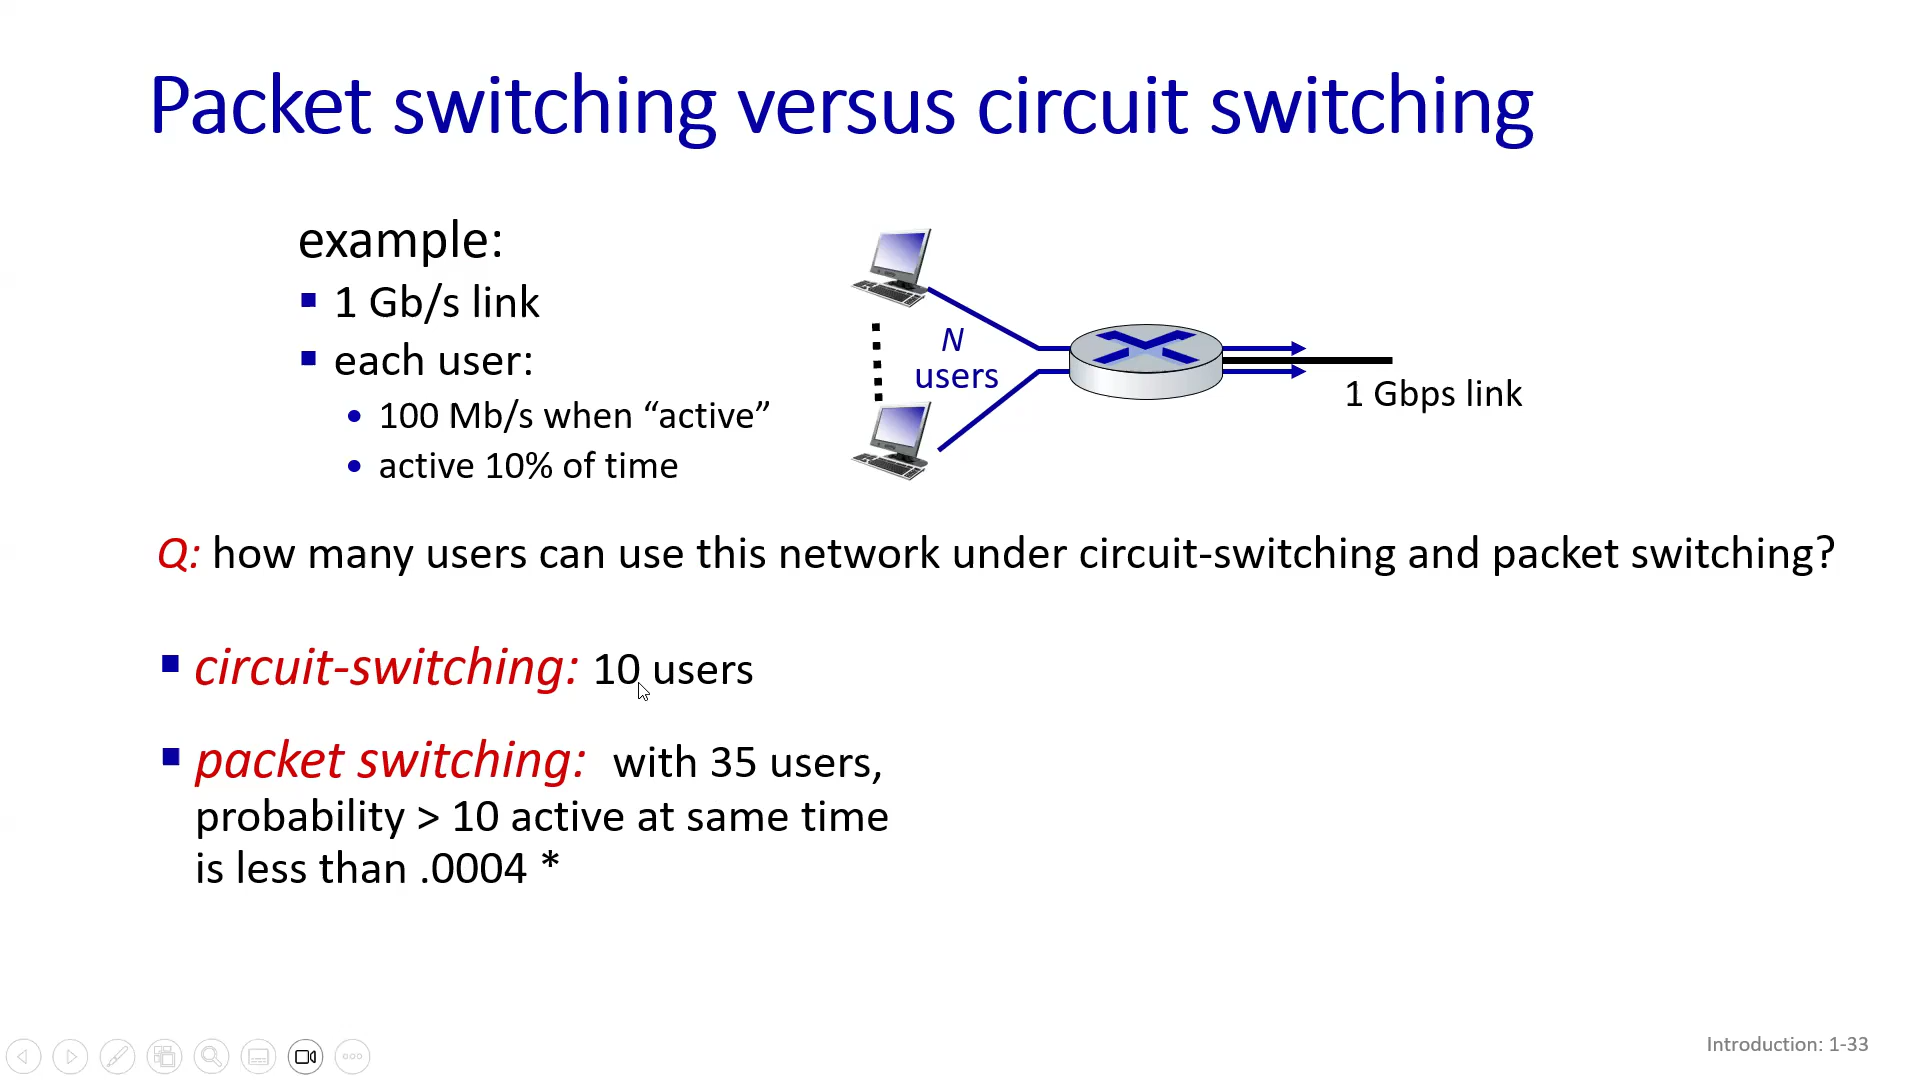 Packet switching versus circuit switching
example:
▪ 1 Gb/s link
▪ each user:
• 100 Mb/s when “active”
• active 10% of time
N
users
1 Gbps link
Q: how many users can use this network under circuit-switching and packet switching?
▪ circuit-switching: 10 users
▪ packet switching: with 35 users,
probability > 10 active at same time
is less than .0004 *
Introduction: 1-33